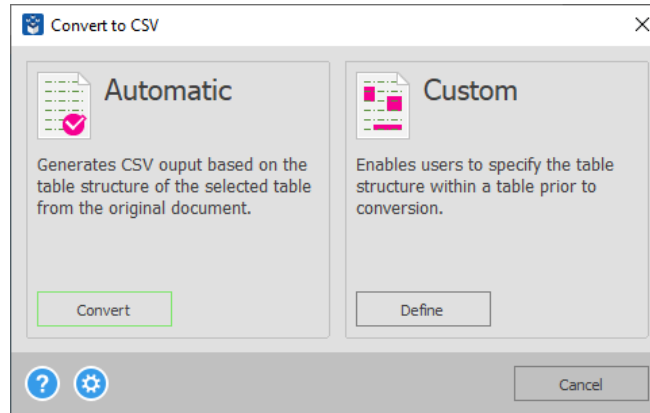 Convert to CSV
Automatic
Generates CSV ouput based on the
table structure of the selected table
from the original document.
Convert
Custom
Enables users to specify the table
structure within a table prior to
conversion.
Define
?
Cancel